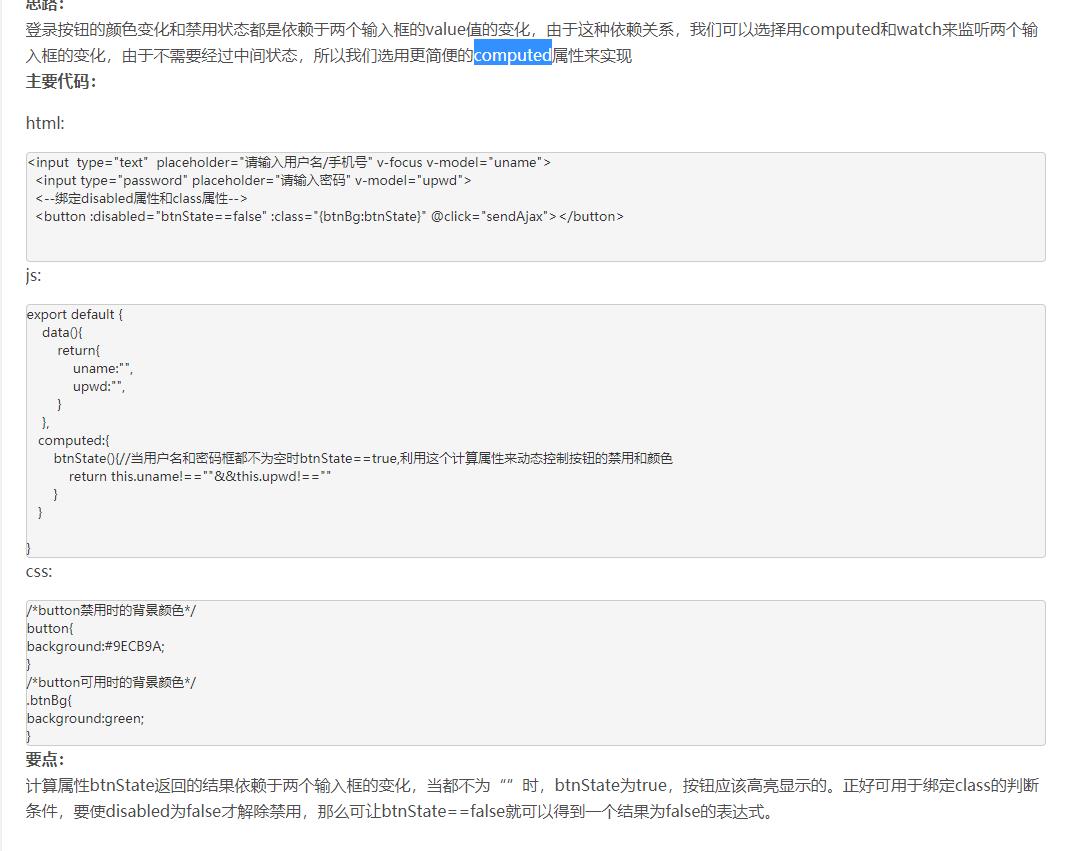 思路：
登录按钮的颜色变化和禁用状态都是依赖于两个输入框的value值的变化，由于这种依赖关系，我们可以选择用computed和watch来监听两个输
入框的变化，由于不需要经过中间状态，所以我们选用更简便的computed属性来实现
主要代码：
html:
<input  type="text"  placeholder="请输入用户名/手机号" v-focus v-model="uname">
  <input type="password" placeholder="请输入密码" v-model="upwd">
  <--绑定disabled属性和class属性-->
  <button :disabled="btnState==false" :class="{btnBg:btnState}" @click="sendAjax"></button>
js:
export default {
    data(){
        return{
            uname:"",
            upwd:"",
        }
    },
   computed:{
       btnState(){//当用户名和密码框都不为空时btnState==true,利用这个计算属性来动态控制按钮的禁用和颜色
           return this.uname!==""&&this.upwd!==""
       }
   }
}
css:
/*button禁用时的背景颜色*/
button{
background:#9ECB9A;
}
/*button可用时的背景颜色*/
.btnBg{
background:green;
}
要点：
计算属性btnState返回的结果依赖于两个输入框的变化，当都不为“”时，btnState为true，按钮应该高亮显示的。正好可用于绑定class的判断
条件，要使disabled为false才解除禁用，那么可让btnState==false就可以得到一个结果为false的表达式。